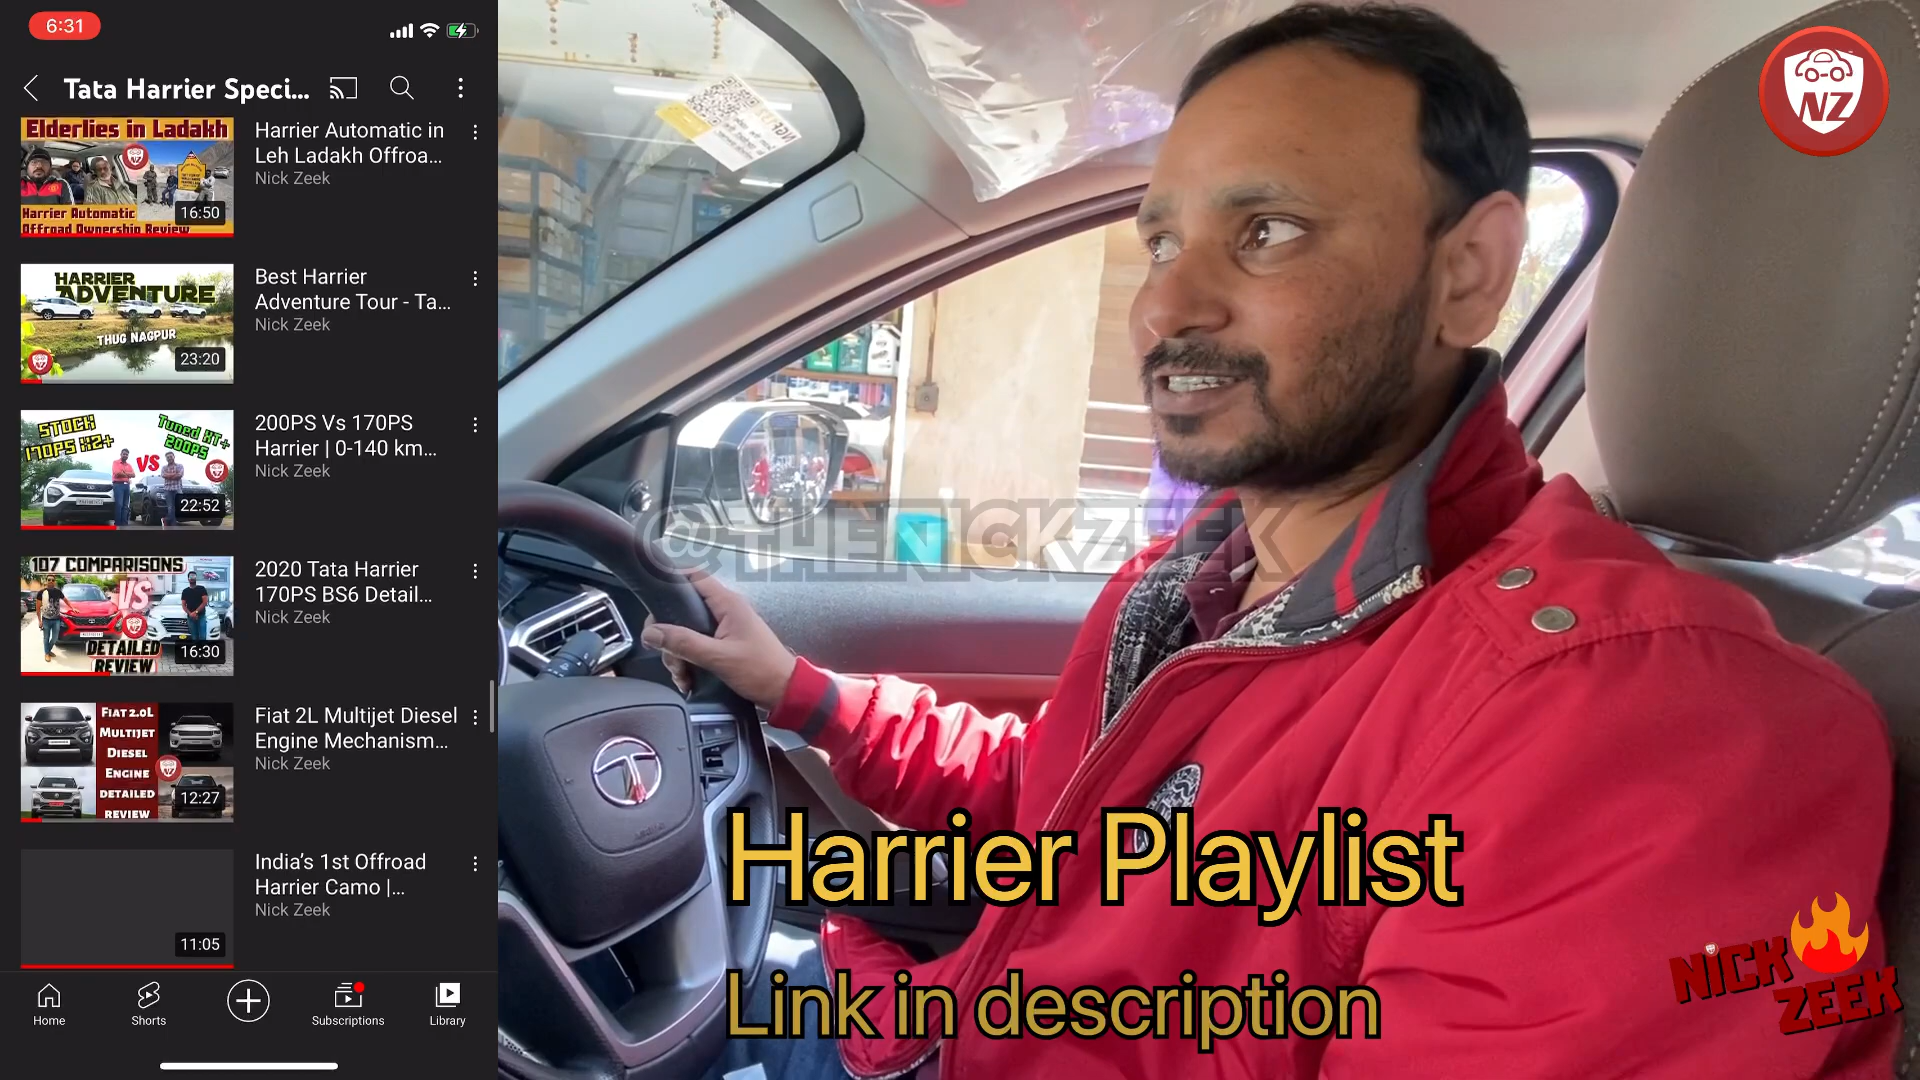 6:31
Tata Harrier Speci...
Elderlies in Ladakh
Harrier Automatic
Offroad Ownership Review
16:50
Harrier Automatic in
Leh Ladakh Offroa...
Nick Zeek
HARRIER
ADVENTURE
THUG NAGPUR
23:20
Best Harrier
Adventure Tour - Ta...
Nick Zeek
STOCK
170PS XZ+
VS
Tuned XT+
200PS
22:52
200PS Vs 170PS
Harrier | 0-140 km...
Nick Zeek
107 COMPARISONS
VS
DETAILED
REVIEW
16:30
2020 Tata Harrier
170PS BS6 Detail...
Nick Zeek
FIAT 2.0L
MULTIJET
DIESEL
ENGINE
DETAILED
REVIEW
12:27
Fiat 2L Multijet Diesel
Engine Mechanism...
Nick Zeek
11:05
India's 1st Offroad
Harrier Camo |...
Nick Zeek
Home
Shorts
Subscriptions
Library
NZ
@THENICKZEEK
Harrier Playlist
Link in description
NICK
ZEEK